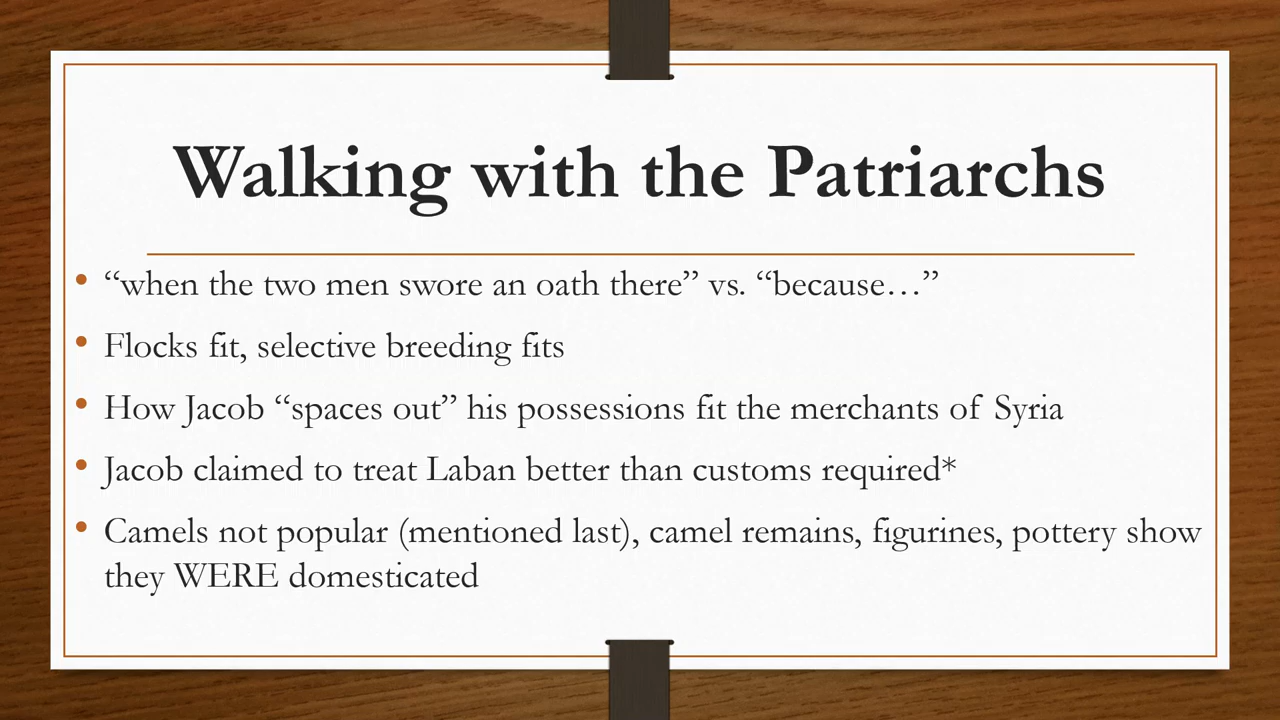 Walking with the Patriarchs
• “when the two men swore an oath there” vs. “because…”
• Flocks fit, selective breeding fits
• How Jacob “spaces out” his possessions fit the merchants of Syria
• Jacob claimed to treat Laban better than customs required*
• Camels not popular (mentioned last), camel remains, figurines, pottery show
they WERE domesticated